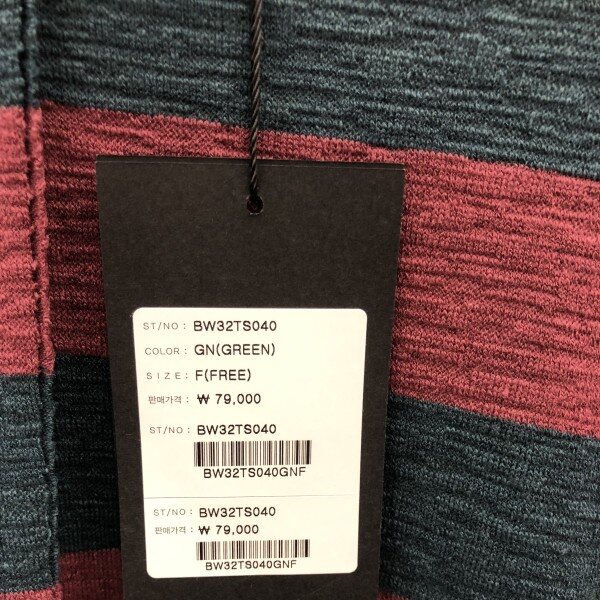 ST/NO : BW32TS040
COLOR : GN(GREEN)
SIZE : F(FREE)
판매가격 : ₩ 79,000
ST/NO : BW32TS040
BW32TS040GNF
ST/NO : BW32TS040
판매가격 : ₩ 79,000
BW32TS040GNF